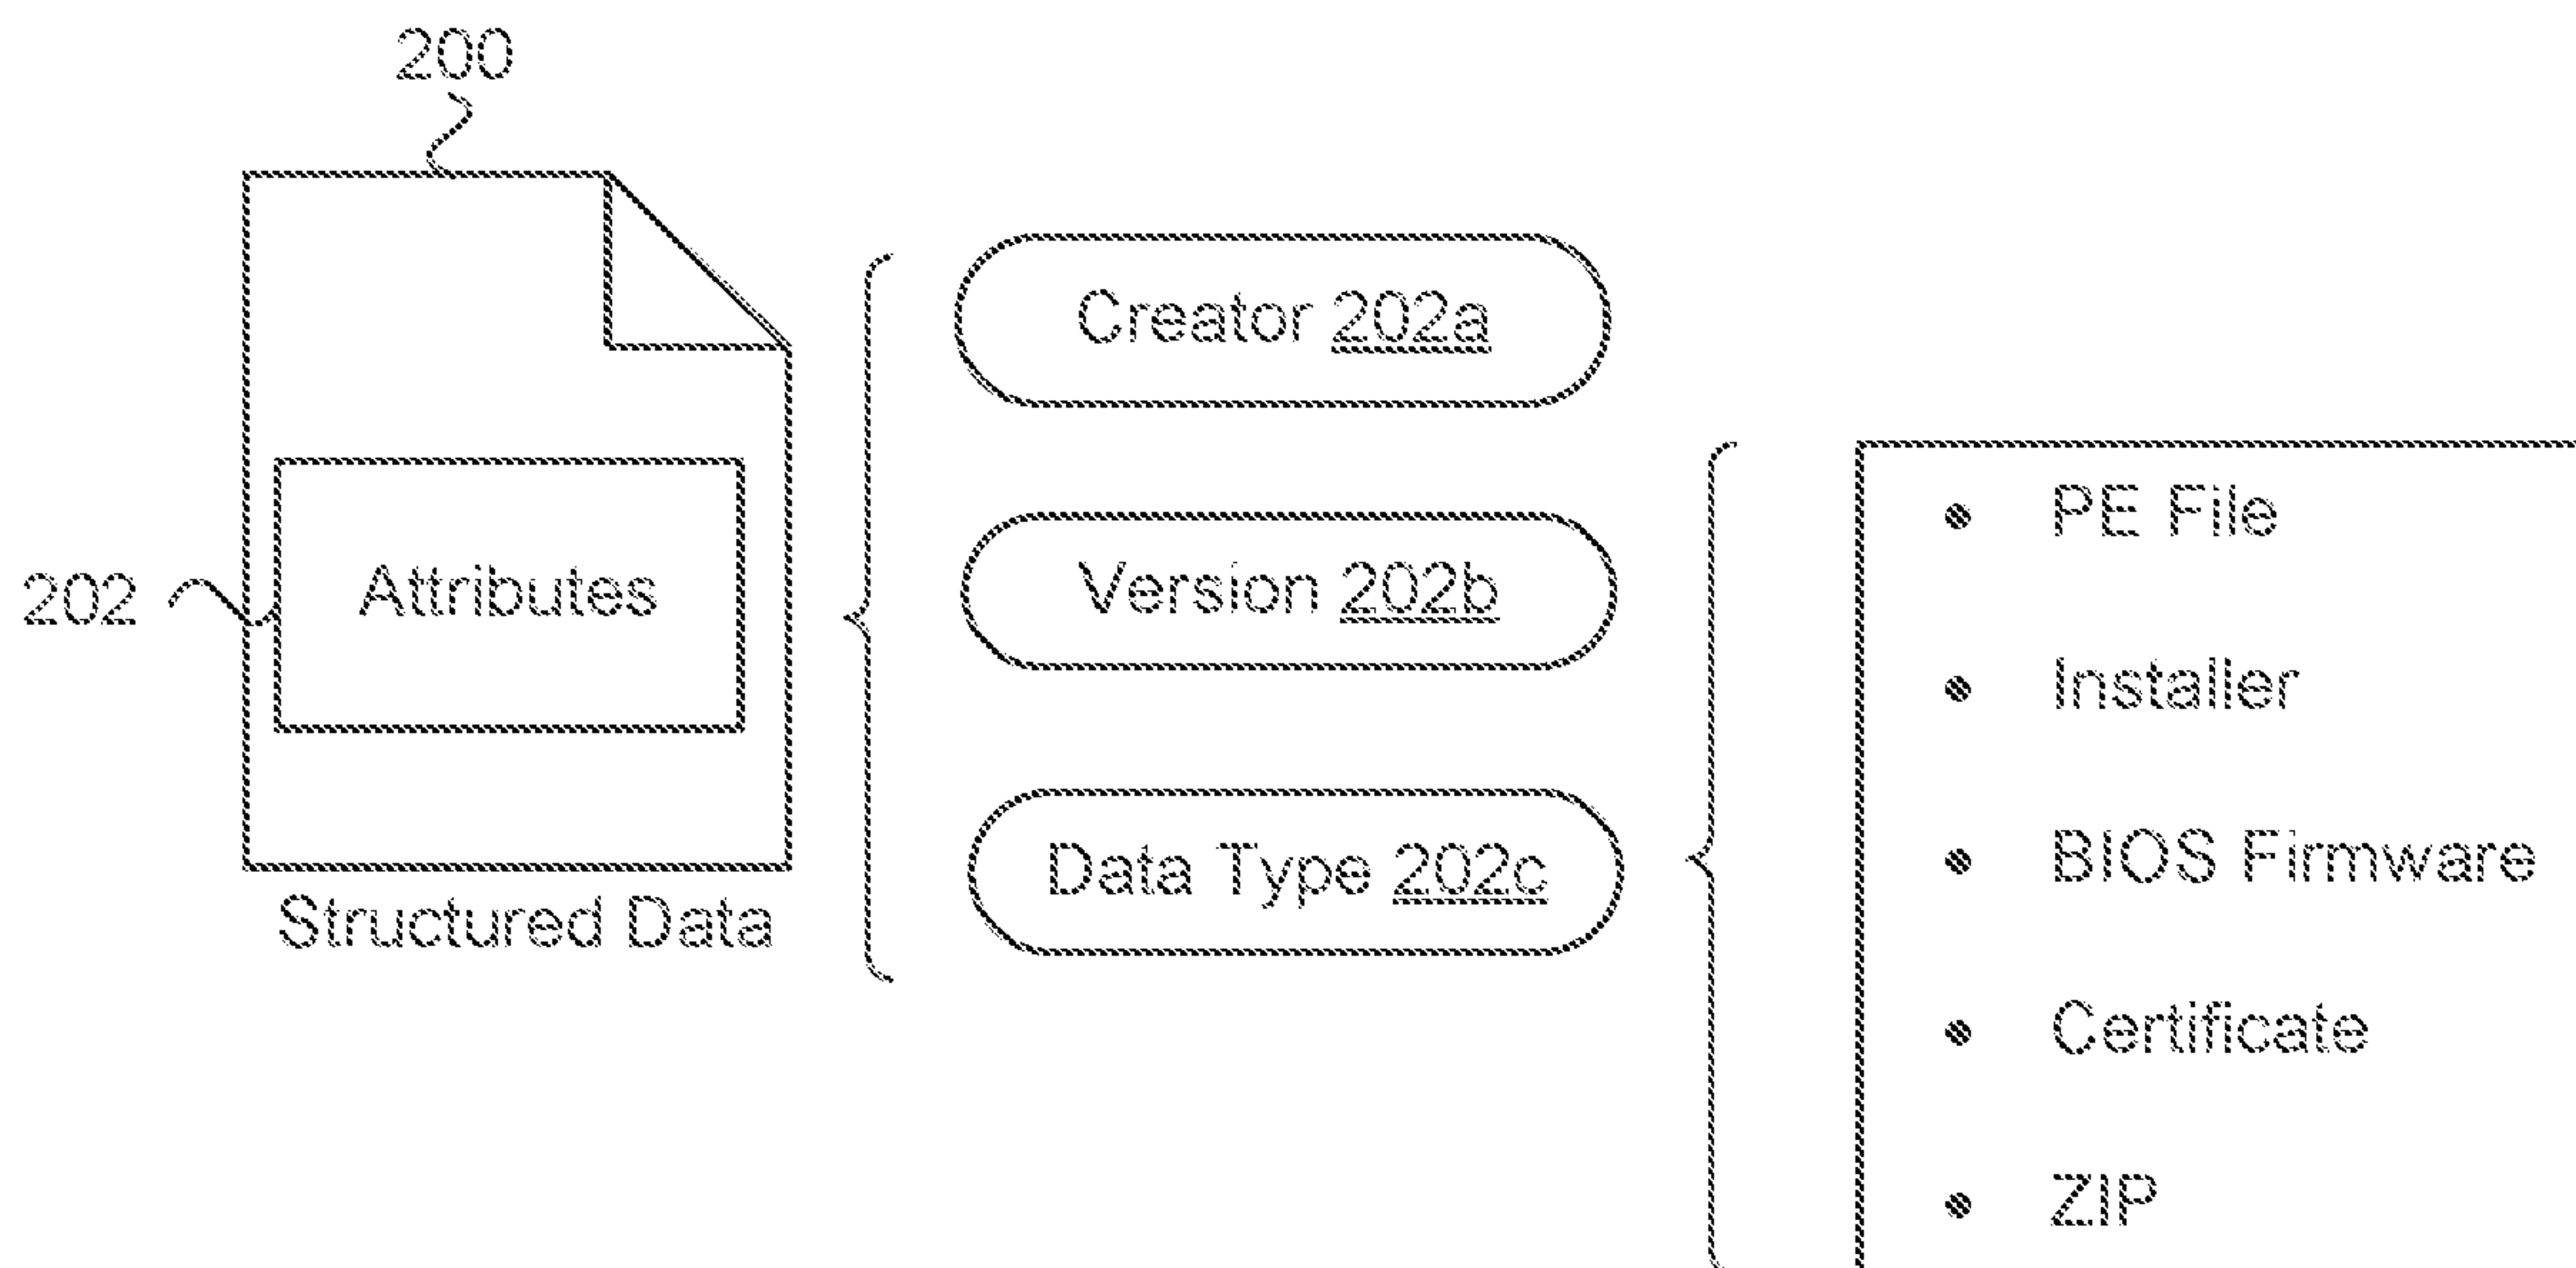 200
202
Attributes
Structured Data
Creator 202a
Version 202b
Data Type 202c
• PE File
• Installer
• BIOS Firmware
• Certificate
• ZIP